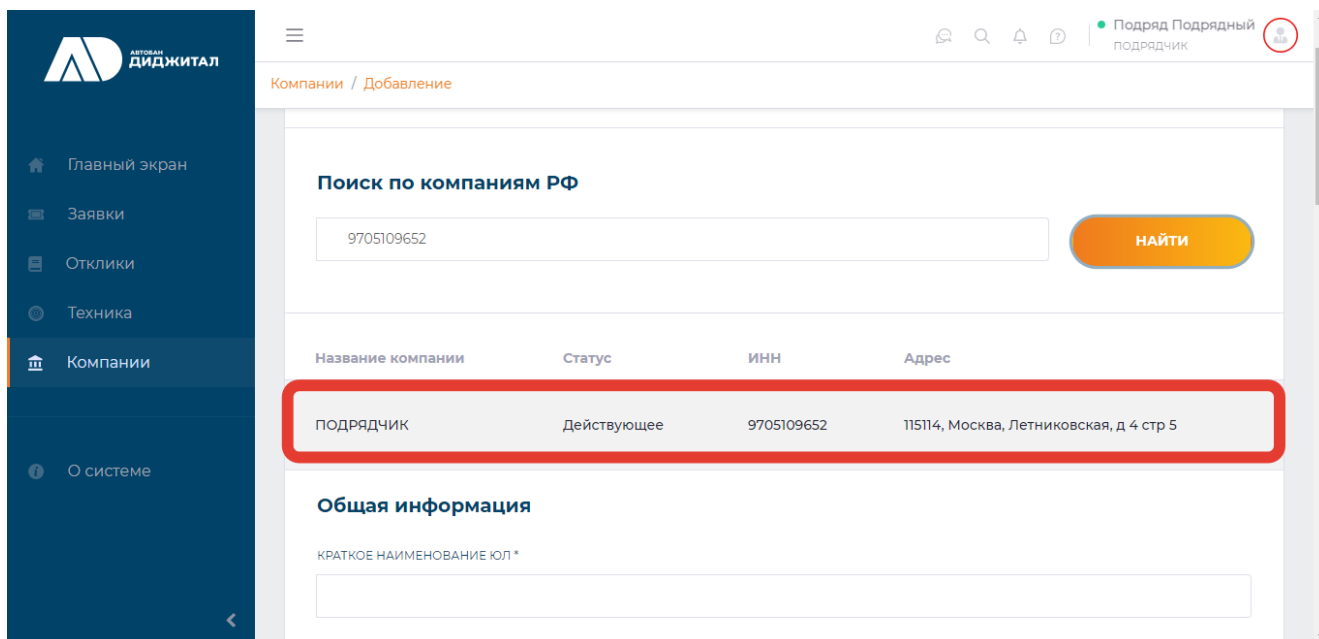 АВТОБАН
ДИДЖИТАЛ
Подряд Подрядный
ПОДРЯДЧИК
Компании / Добавление
Главный экран
Заявки
Отклики
Техника
Компании
О системе
Поиск по компаниям РФ
9705109652
НАЙТИ
Название компании Статус ИНН Адрес
ПОДРЯДЧИК Действующее 9705109652 115114, Москва, Летниковская, д 4 стр 5
Общая информация
КРАТКОЕ НАИМЕНОВАНИЕ ЮЛ *